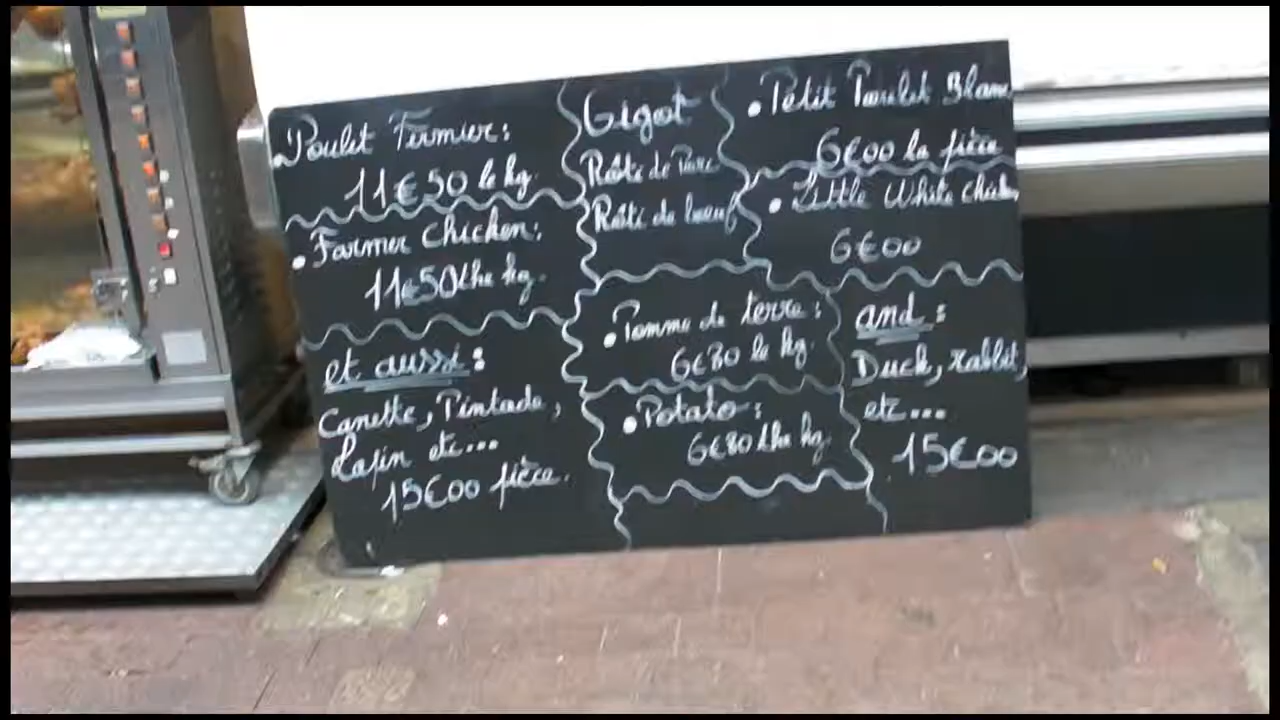 Poulet Fermier:
11€50 le kg.
Farmer chicken:
11€50 the kg.
et aussi:
Canette, Pintade,
Lapin etc...
15€00 pièce.
Gigot
Rôti de Porc
Rôti de boeuf
Pomme de terre:
6€80 le kg.
Potato:
6€80 the kg.
Petit Poulet Blanc
6€00 la pièce
Little White Chicken
6€00
and:
Duck, rabbit,
etc...
15€00